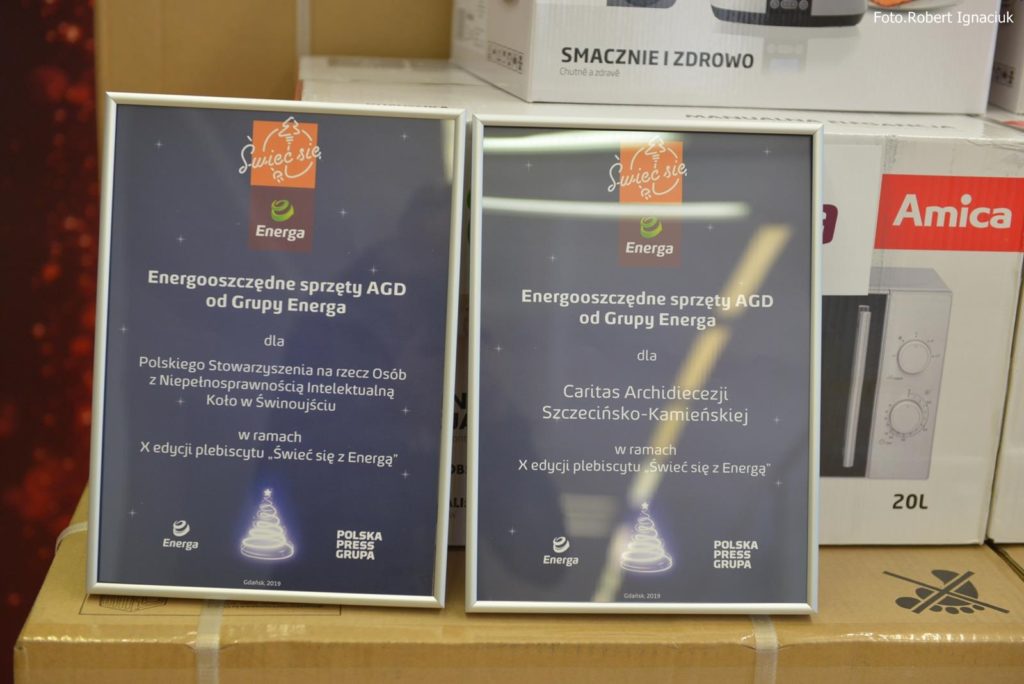 Foto.Robert Ignaciuk
SMACZNIE I ZDROWO
Chutně a zdravě
Amica
20L
Świeć się
Energa
Energooszczędne sprzęty AGD
od Grupy Energa
dla
Polskiego Stowarzyszenia na rzecz Osób
z Niepełnosprawnością Intelektualną
Koło w Świnoujściu
w ramach
X edycji plebiscytu „Świeć się z Energą”
Energa
POLSKA
PRESS
GRUPA
Gdańsk, 2019
Świeć się
Energa
Energooszczędne sprzęty AGD
od Grupy Energa
dla
Caritas Archidiecezji
Szczecińsko-Kamieńskiej
w ramach
X edycji plebiscytu „Świeć się z Energą”
Energa
POLSKA
PRESS
GRUPA
Gdańsk, 2019